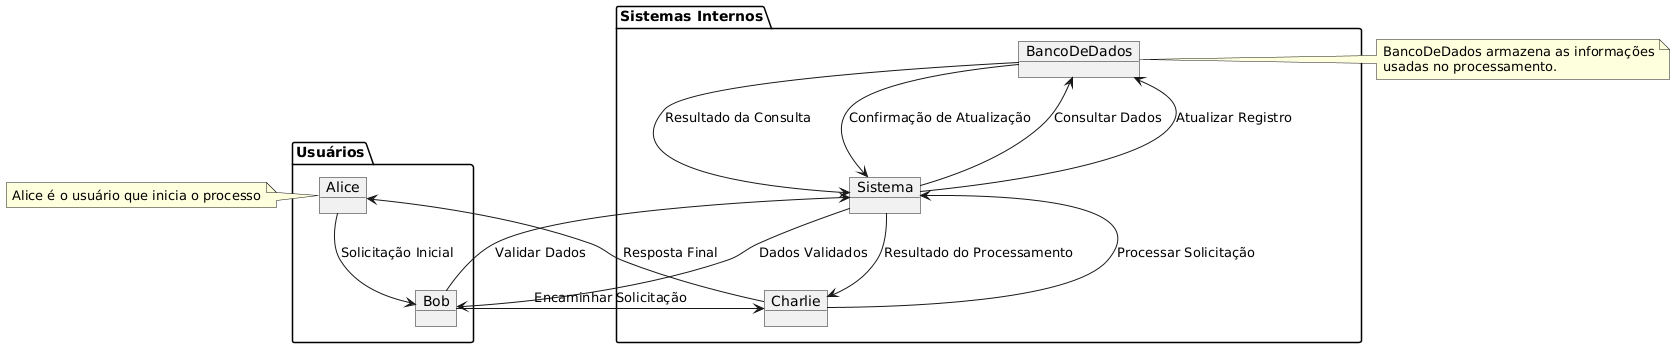 Sistemas Internos
BancoDeDados
BancoDeDados armazena as informações
usadas no processamento.
Resultado da Consulta
Confirmação de Atualização
Consultar Dados
Atualizar Registro
Usuários
Alice é o usuário que inicia o processo
Alice
Sistema
Solicitação Inicial
Validar Dados
Resposta Final
Dados Validados
Resultado do Processamento
Processar Solicitação
Bob
Encaminhar Solicitação
Charlie